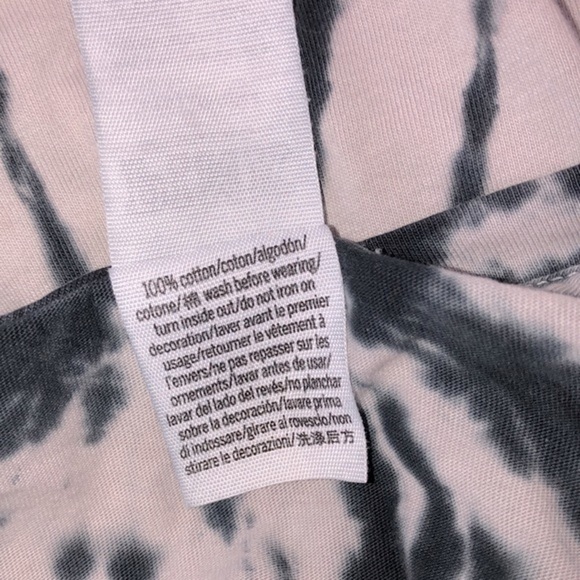 100% cotton/coton/algodón/
cotone/棉 wash before wearing/
turn inside out/do not iron on
decoration/laver avant le premier
usage/retourner le vêtement à
l'envers/ne pas repasser sur les
ornements/lavar antes de usar/
lavar del lado del revés/no planchar
sobre la decoración/lavare prima
di indossare/girare al rovescio/non
stirare le decorazioni/洗涤后方